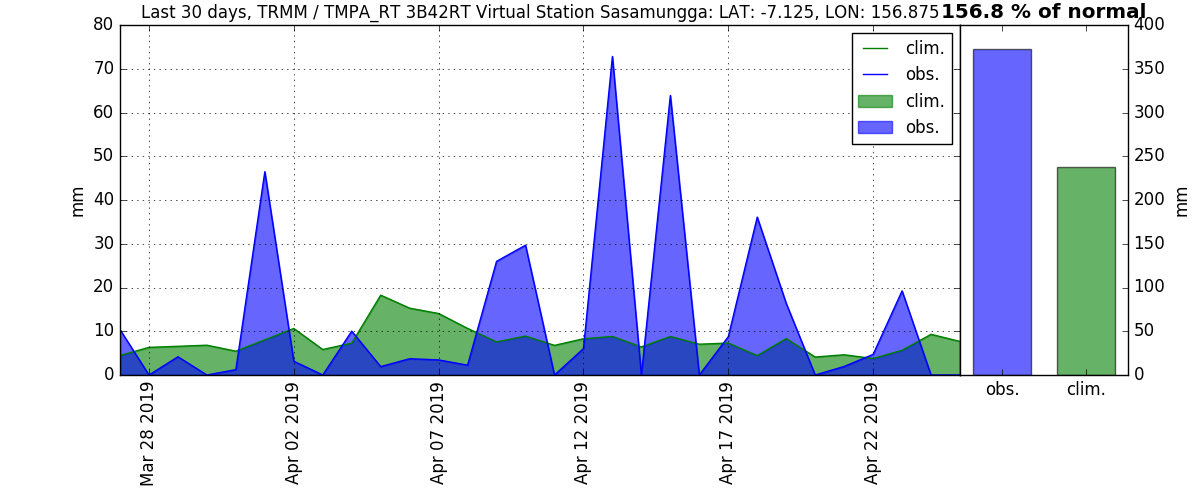 Last 30 days, TRMM / TMPA_RT 3B42RT Virtual Station Sasamungga: LAT: -7.125, LON: 156.875
156.8 % of normal
80
70
60
50
40
30
20
10
0
mm
clim.
obs.
clim.
obs.
Mar 28 2019
Apr 02 2019
Apr 07 2019
Apr 12 2019
Apr 17 2019
Apr 22 2019
400
350
300
250
200
150
100
50
0
mm
obs.
clim.